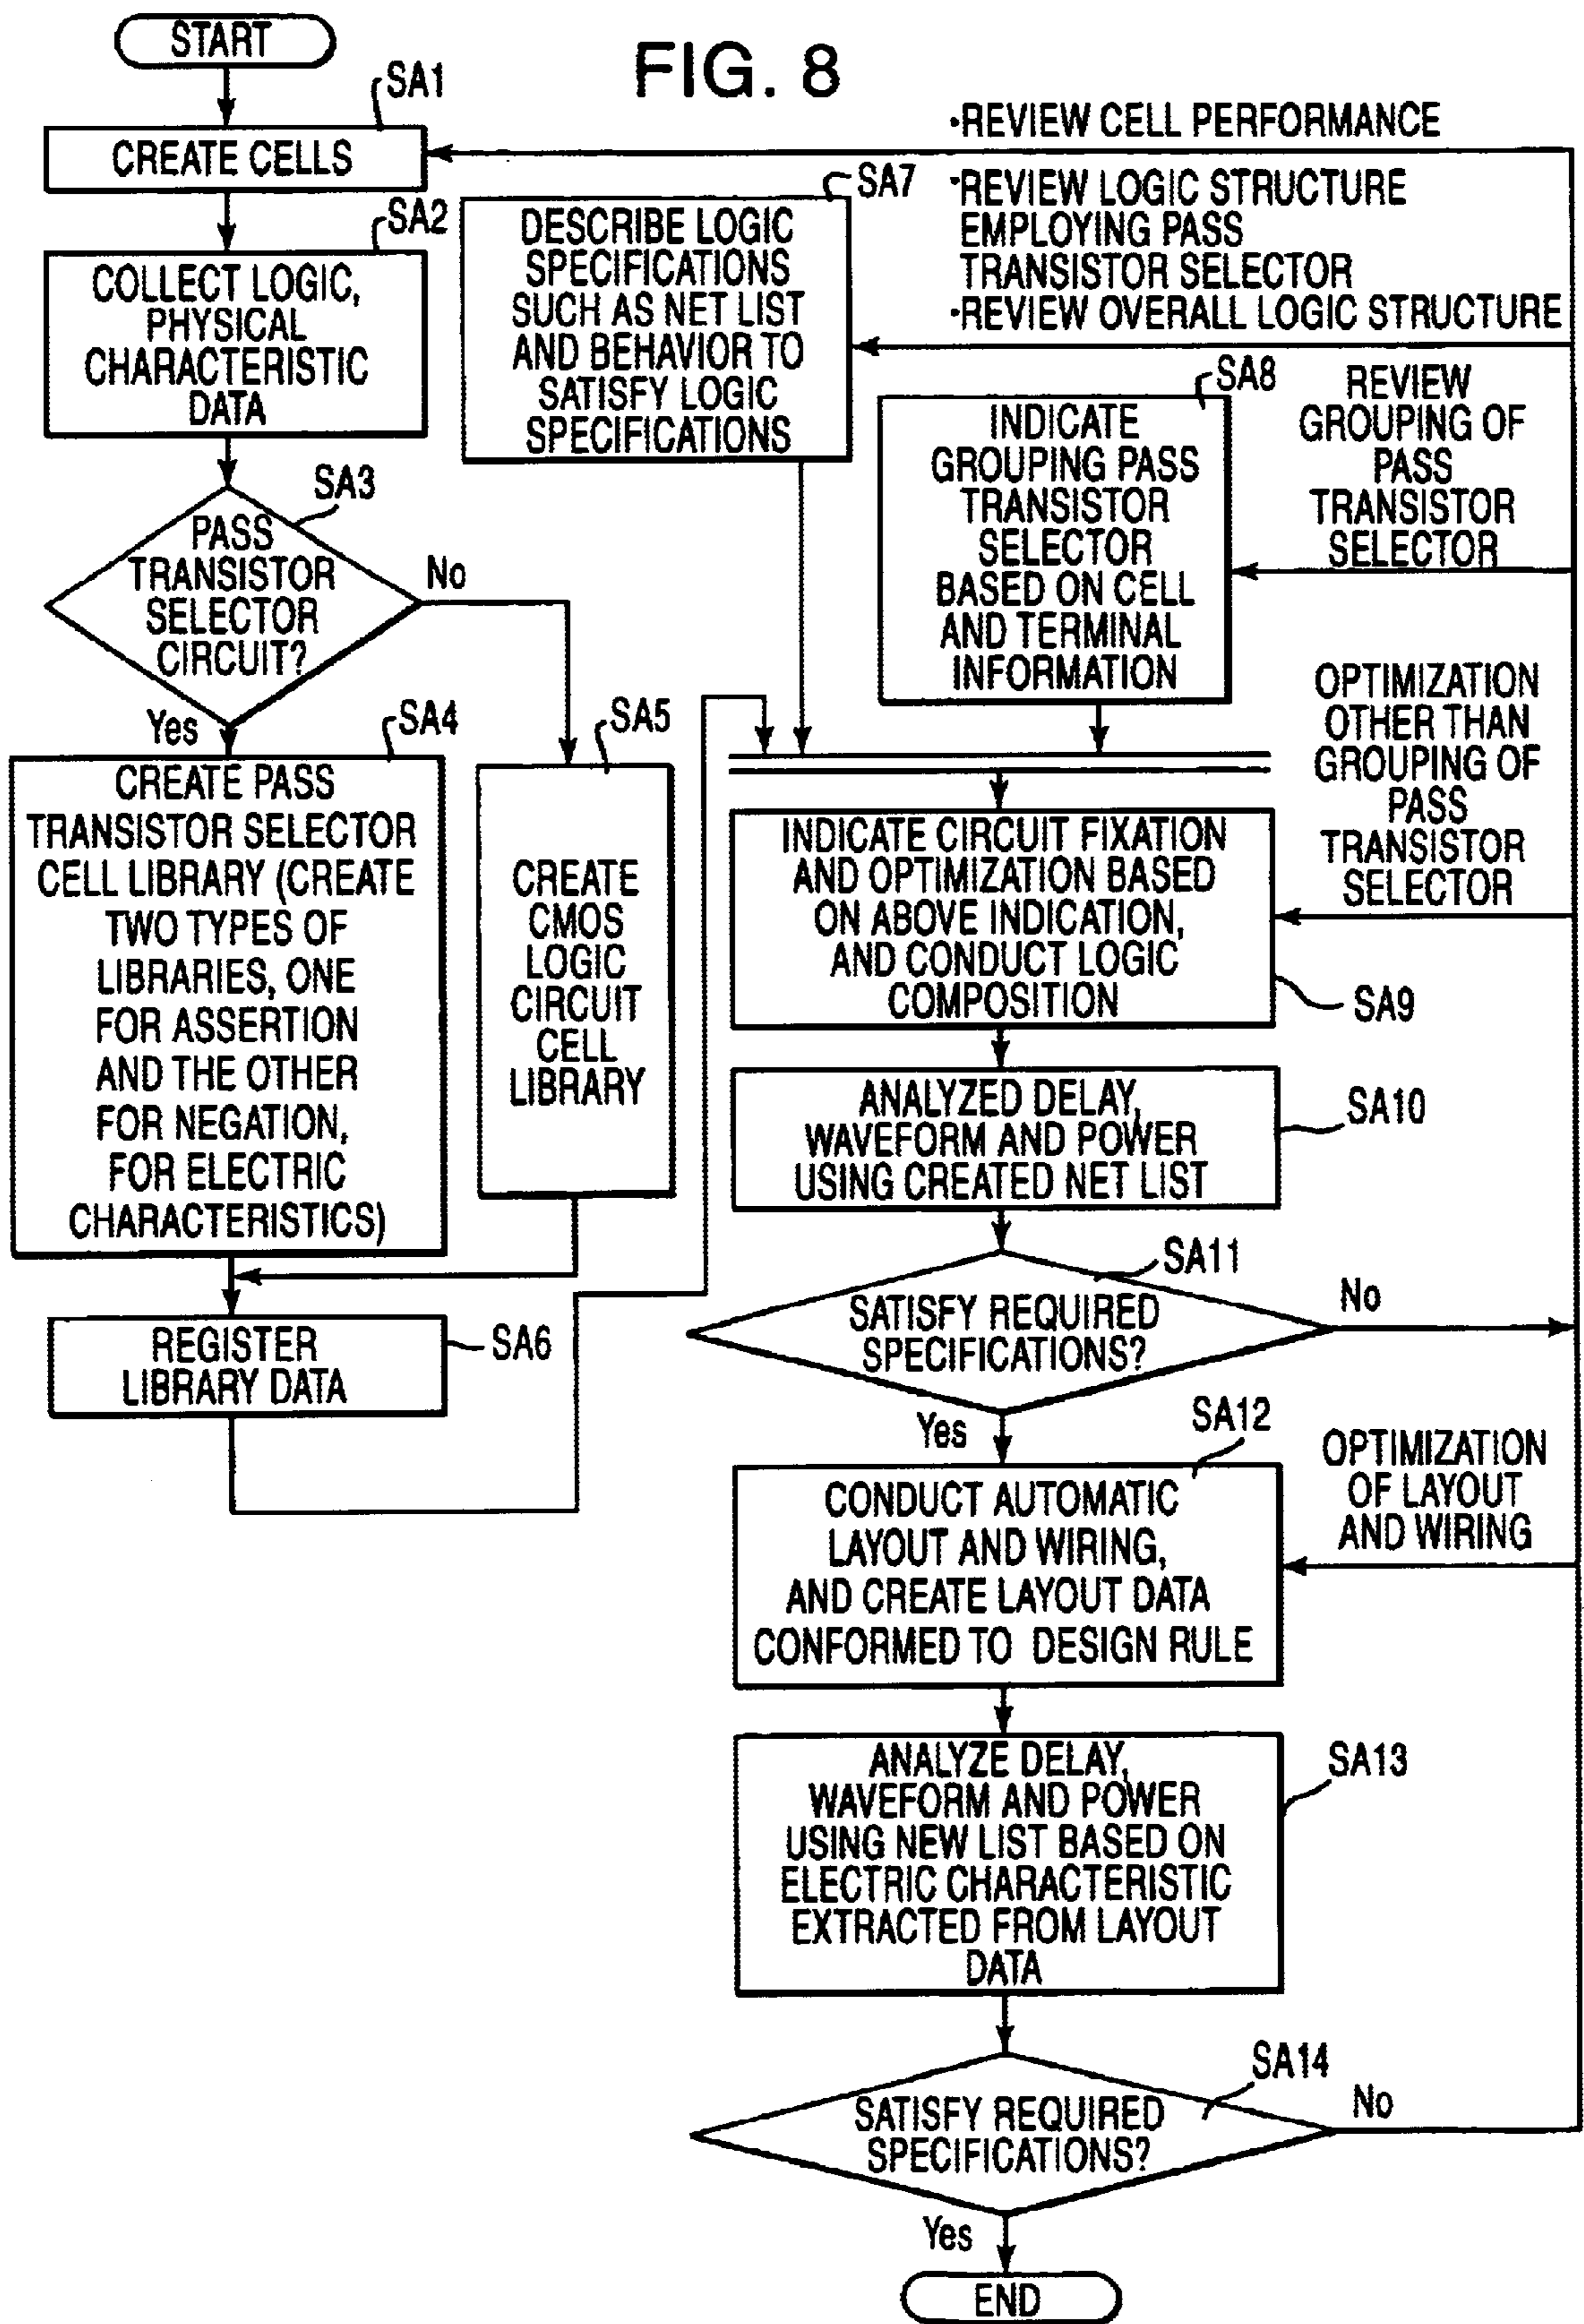 START
FIG. 8
SA1
CREATE CELLS
·REVIEW CELL PERFORMANCE
SA2
COLLECT LOGIC,
PHYSICAL
CHARACTERISTIC
DATA
SA7
DESCRIBE LOGIC
SPECIFICATIONS
SUCH AS NET LIST
AND BEHAVIOR TO
SATISFY LOGIC
SPECIFICATIONS
·REVIEW LOGIC STRUCTURE
EMPLOYING PASS
TRANSISTOR SELECTOR
·REVIEW OVERALL LOGIC STRUCTURE
SA8
INDICATE
GROUPING PASS
TRANSISTOR
SELECTOR
BASED ON CELL
AND TERMINAL
INFORMATION
REVIEW
GROUPING OF
PASS
TRANSISTOR
SELECTOR
SA3
PASS
TRANSISTOR
SELECTOR
CIRCUIT?
No
Yes
SA4
CREATE PASS
TRANSISTOR SELECTOR
CELL LIBRARY (CREATE
TWO TYPES OF
LIBRARIES, ONE
FOR ASSERTION
AND THE OTHER
FOR NEGATION,
FOR ELECTRIC
CHARACTERISTICS)
SA5
CREATE
CMOS
LOGIC
CIRCUIT
CELL
LIBRARY
REGISTER
LIBRARY DATA
SA6
OPTIMIZATION
OTHER THAN
GROUPING OF
PASS
TRANSISTOR
SELECTOR
INDICATE CIRCUIT FIXATION
AND OPTIMIZATION BASED
ON ABOVE INDICATION,
AND CONDUCT LOGIC
COMPOSITION
SA9
ANALYZED DELAY,
WAVEFORM AND POWER
USING CREATED NET LIST
SA10
SA11
SATISFY REQUIRED
SPECIFICATIONS?
No
Yes
SA12
CONDUCT AUTOMATIC
LAYOUT AND WIRING,
AND CREATE LAYOUT DATA
CONFORMED TO DESIGN RULE
OPTIMIZATION
OF LAYOUT
AND WIRING
ANALYZE DELAY,
WAVEFORM AND POWER
USING NEW LIST BASED ON
ELECTRIC CHARACTERISTIC
EXTRACTED FROM LAYOUT
DATA
SA13
SA14
SATISFY REQUIRED
SPECIFICATIONS?
No
Yes
END